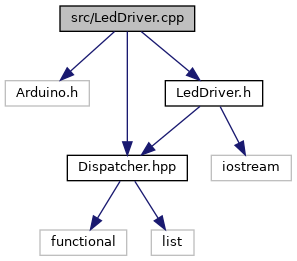 src/LedDriver.cpp
Arduino.h
LedDriver.h
Dispatcher.hpp
iostream
functional
list